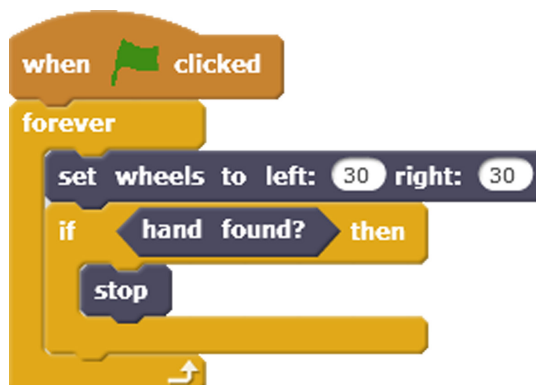 when clicked
forever
set wheels to left: 30 right: 30
if hand found? then
stop